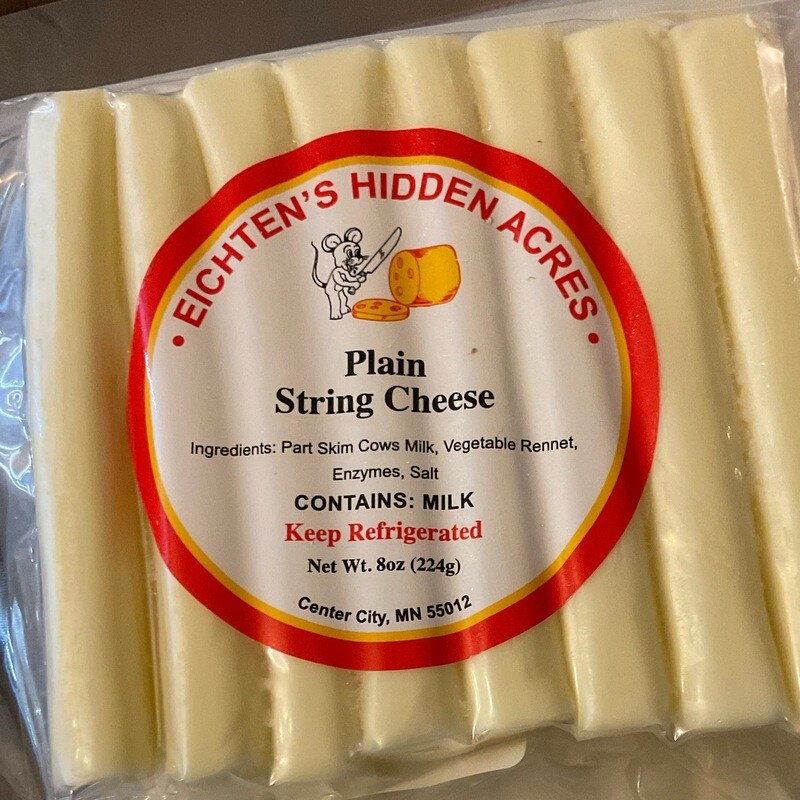 • EICHTEN'S HIDDEN ACRES •
Plain
String Cheese
Ingredients: Part Skim Cows Milk, Vegetable Rennet,
Enzymes, Salt
CONTAINS: MILK
Keep Refrigerated
Net Wt. 8oz (224g)
Center City, MN 55012